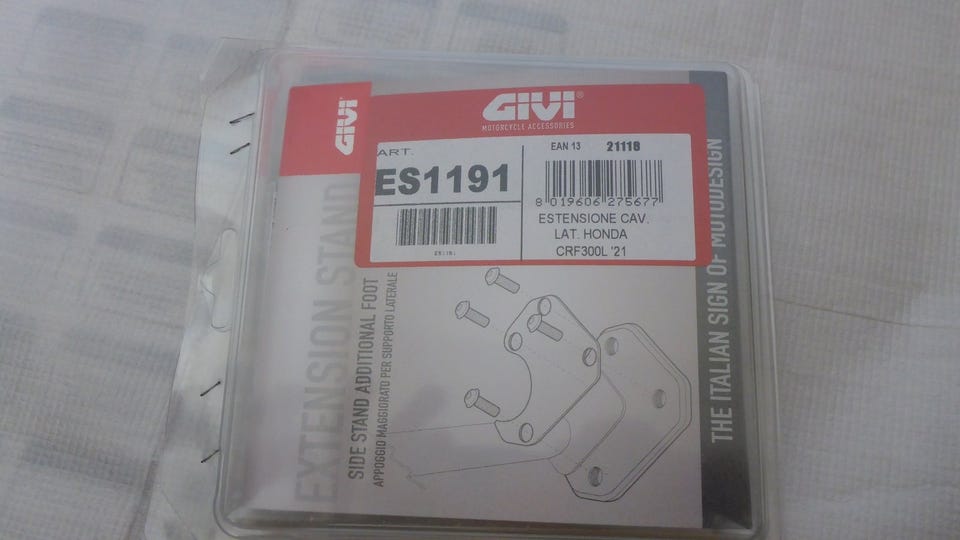 GIVI
GIVI®
MOTORCYCLE ACCESSORIES
ART.
ES1191
ES1191
EAN 13 21118
8 019606 275677
ESTENSIONE CAV.
LAT. HONDA
CRF300L '21
EXTENSION STAND
SIDE STAND ADDITIONAL FOOT
APPOGGIO MAGGIORATO PER SUPPORTO LATERALE
THE ITALIAN SIGN OF MOTODESIGN